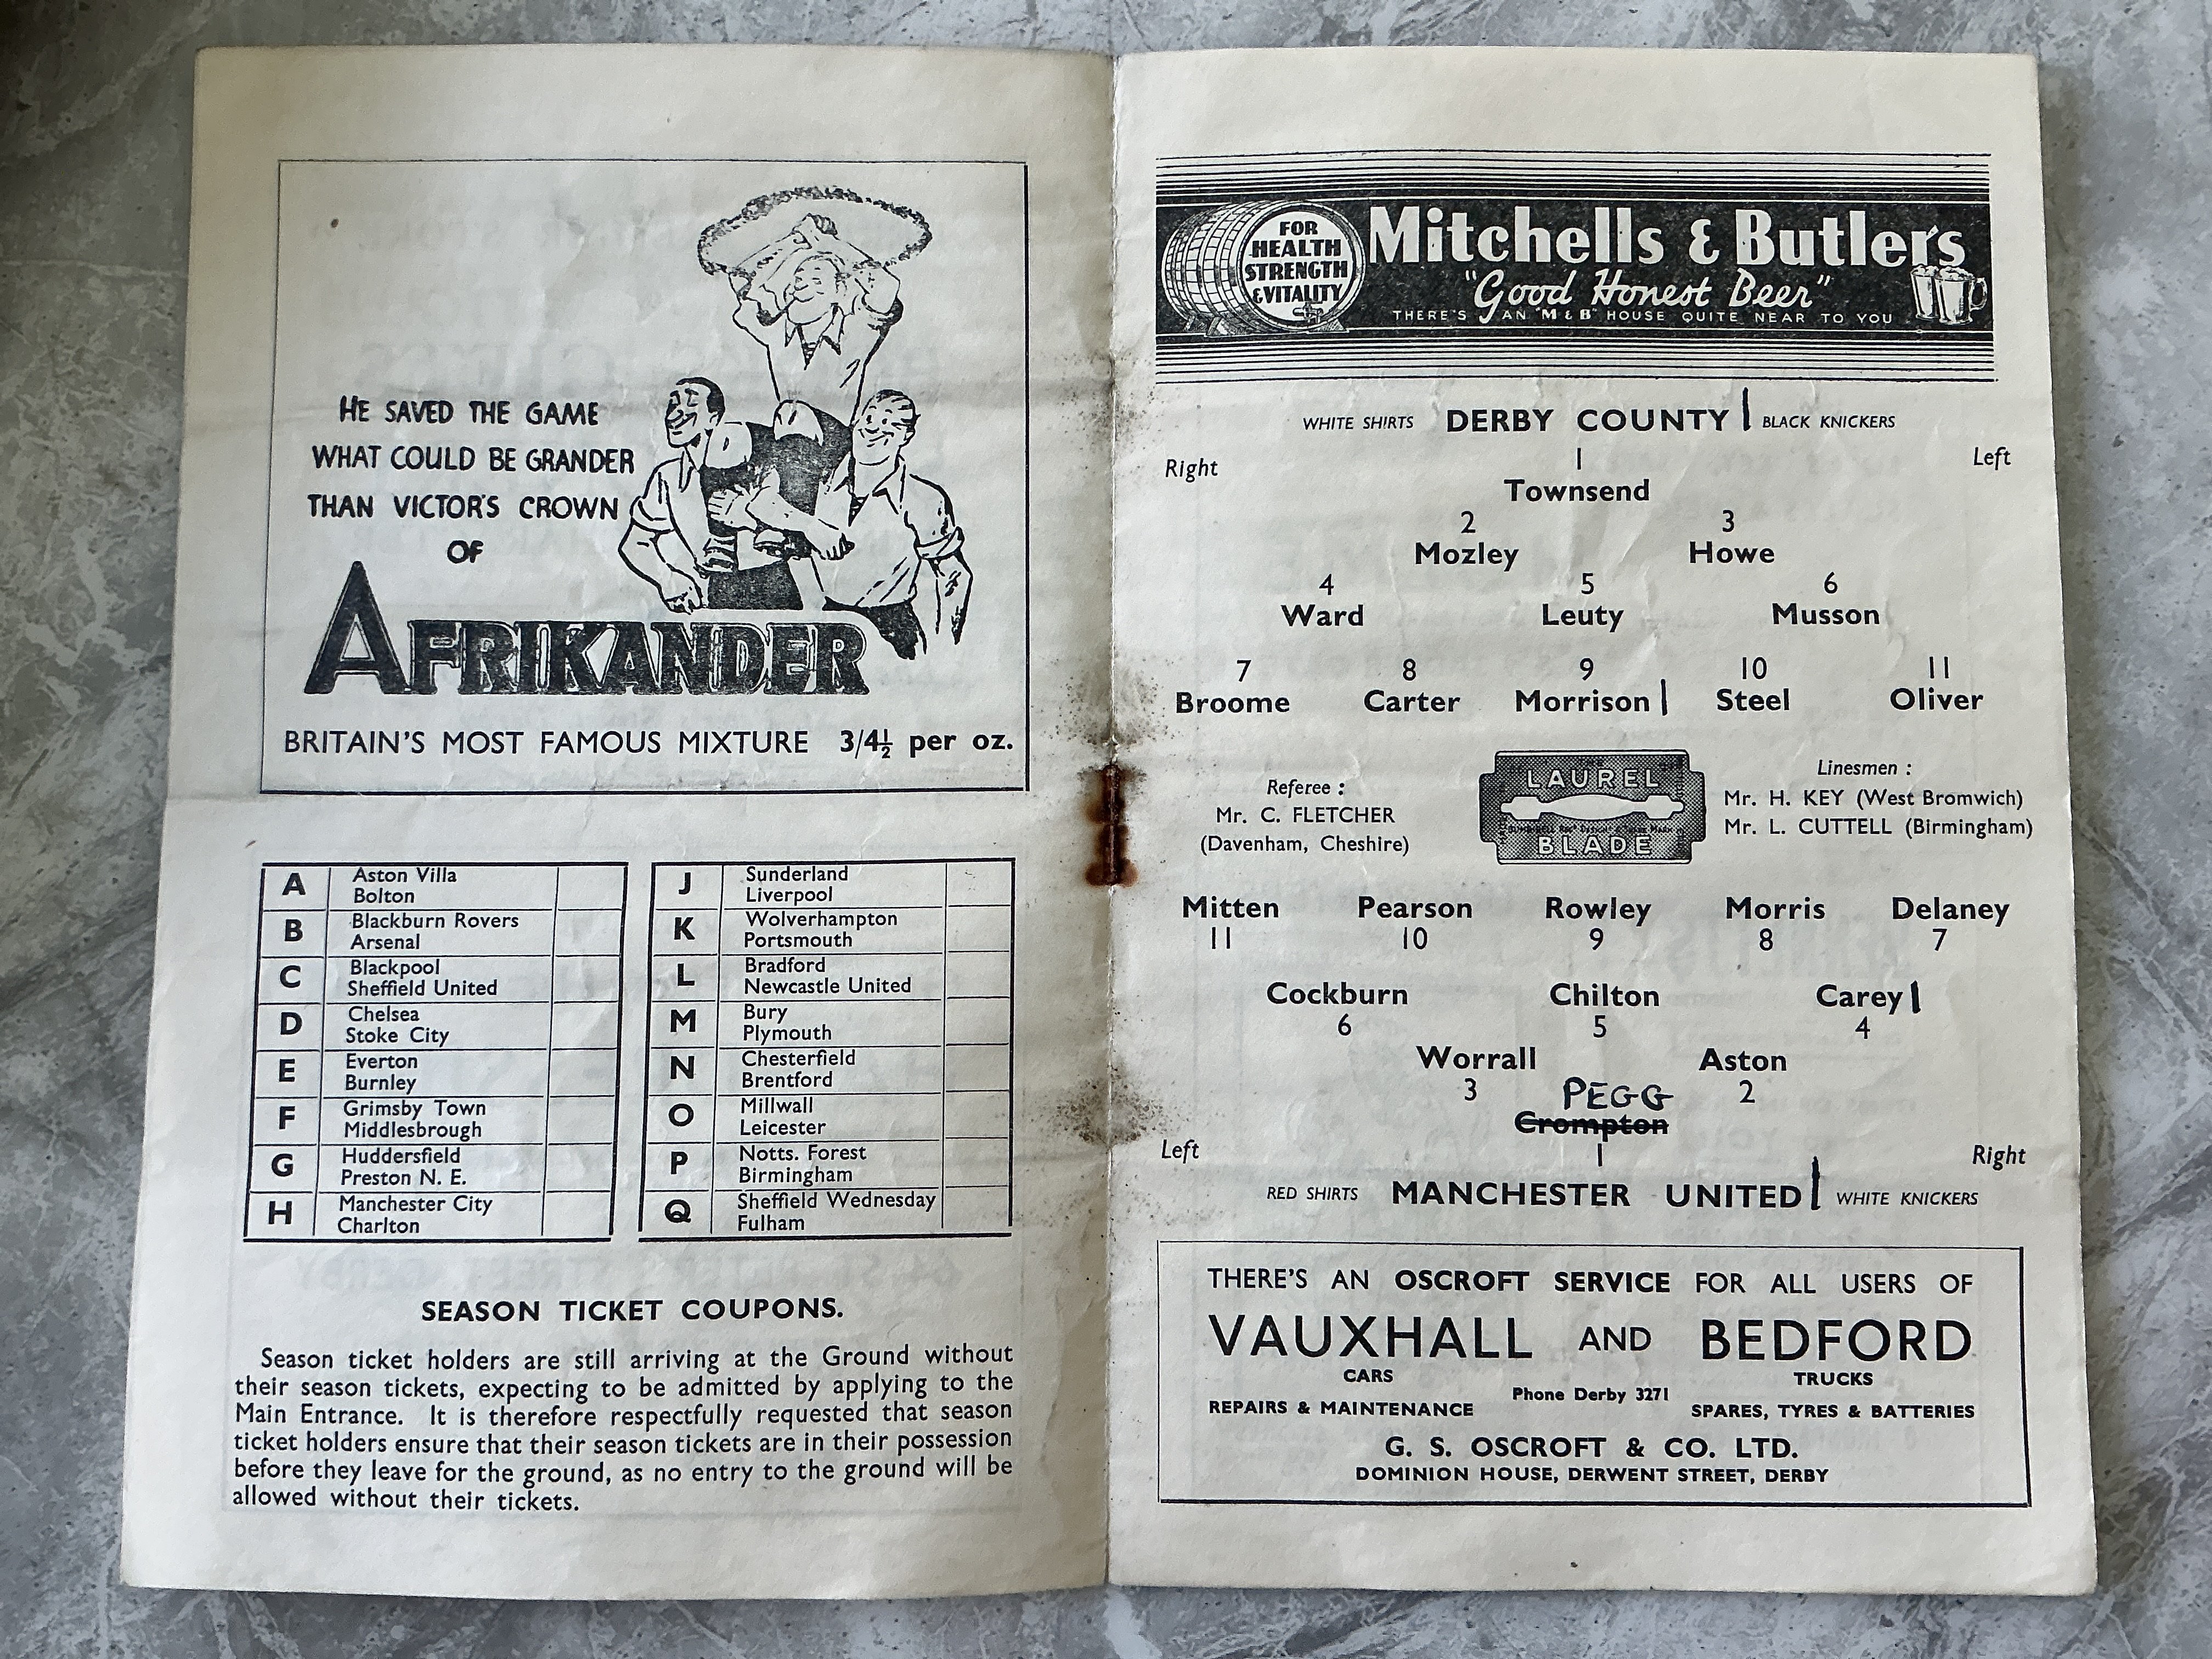 HE SAVED THE GAME
WHAT COULD BE GRANDER
THAN VICTOR'S CROWN
OF
AFRIKANDER
BRITAIN'S MOST FAMOUS MIXTURE 3/4½ per oz.
A Aston Villa
Bolton
B Blackburn Rovers
Arsenal
C Blackpool
Sheffield United
D Chelsea
Stoke City
E Everton
Burnley
F Grimsby Town
Middlesbrough
G Huddersfield
Preston N. E.
H Manchester City
Charlton
J Sunderland
Liverpool
K Wolverhampton
Portsmouth
L Bradford
Newcastle United
M Bury
Plymouth
N Chesterfield
Brentford
O Millwall
Leicester
P Notts. Forest
Birmingham
Q Sheffield Wednesday
Fulham
SEASON TICKET COUPONS.
Season ticket holders are still arriving at the Ground without
their season tickets, expecting to be admitted by applying to the
Main Entrance. It is therefore respectfully requested that season
ticket holders ensure that their season tickets are in their possession
before they leave for the ground, as no entry to the ground will be
allowed without their tickets.
FOR
HEALTH
STRENGTH
& VITALITY
Mitchells & Butler's
"Good Honest Beer"
THERE'S AN "M & B" HOUSE QUITE NEAR TO YOU
WHITE SHIRTS DERBY COUNTY | BLACK KNICKERS
Right 1 Left
Townsend
2 3
Mozley Howe
4 5 6
Ward Leuty Musson
7 8 9 10 11
Broome Carter Morrison | Steel Oliver
Referee :
Mr. C. FLETCHER
(Davenham, Cheshire)
LAUREL
BLADE
Linesmen :
Mr. H. KEY (West Bromwich)
Mr. L. CUTTELL (Birmingham)
Mitten Pearson Rowley Morris Delaney
11 10 9 8 7
Cockburn Chilton Carey |
6 5 4
Worrall Aston
3 PEGG 2
Crompton
Left 1 Right
RED SHIRTS MANCHESTER UNITED | WHITE KNICKERS
THERE'S AN OSCROFT SERVICE FOR ALL USERS OF
VAUXHALL AND BEDFORD
CARS TRUCKS
Phone Derby 3271
REPAIRS & MAINTENANCE SPARES, TYRES & BATTERIES
G. S. OSCROFT & CO. LTD.
DOMINION HOUSE, DERWENT STREET, DERBY